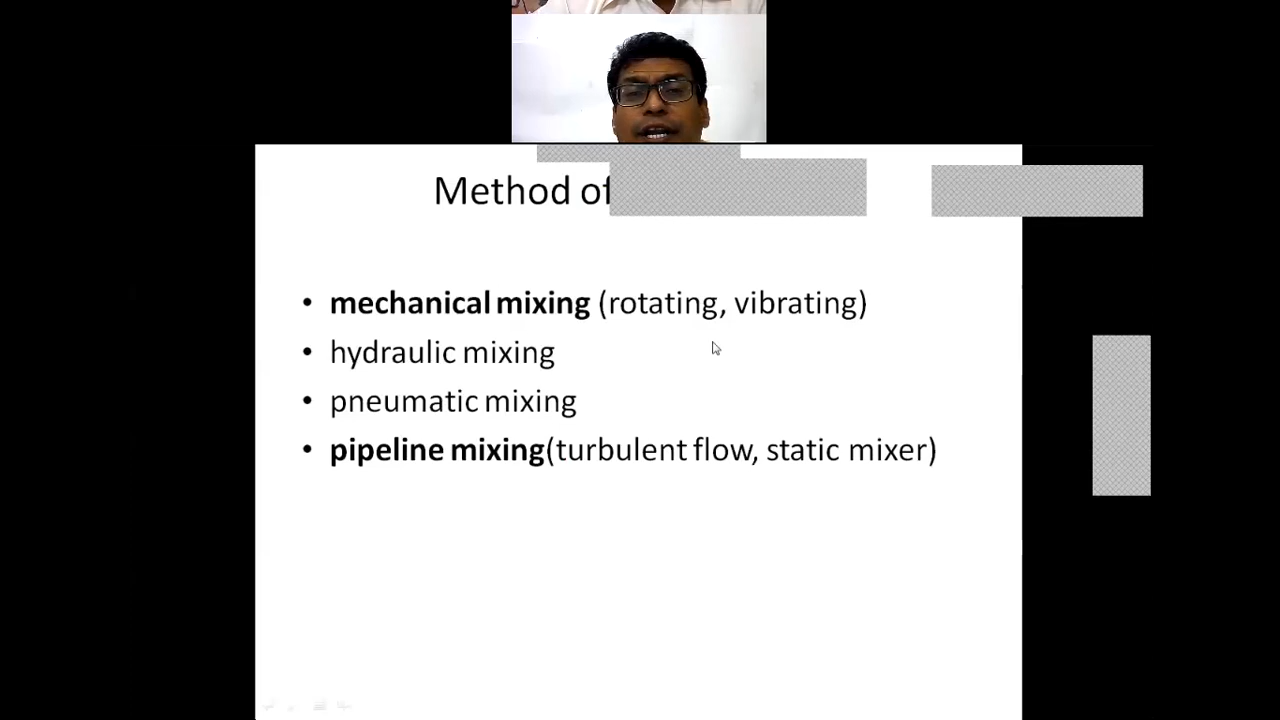 Method of
• mechanical mixing (rotating, vibrating)
• hydraulic mixing
• pneumatic mixing
• pipeline mixing(turbulent flow, static mixer)